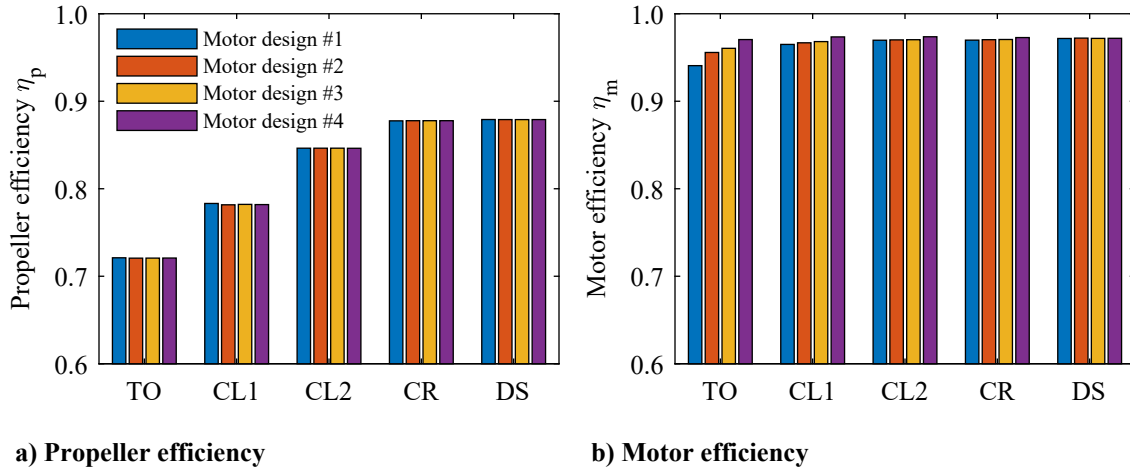 Propeller efficiency ηp
1.0
0.9
0.8
0.7
0.6
Motor design #1
Motor design #2
Motor design #3
Motor design #4
TO CL1 CL2 CR DS
a) Propeller efficiency
Motor efficiency ηm
1.0
0.9
0.8
0.7
0.6
TO CL1 CL2 CR DS
b) Motor efficiency